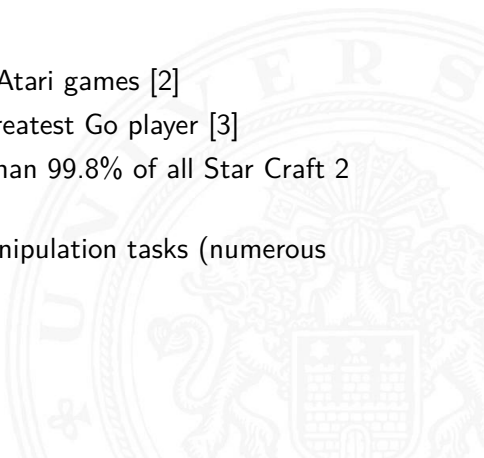 Atari games [2]
reatest Go player [3]
han 99.8% of all Star Craft 2
nipulation tasks (numerous
U N I V E R S